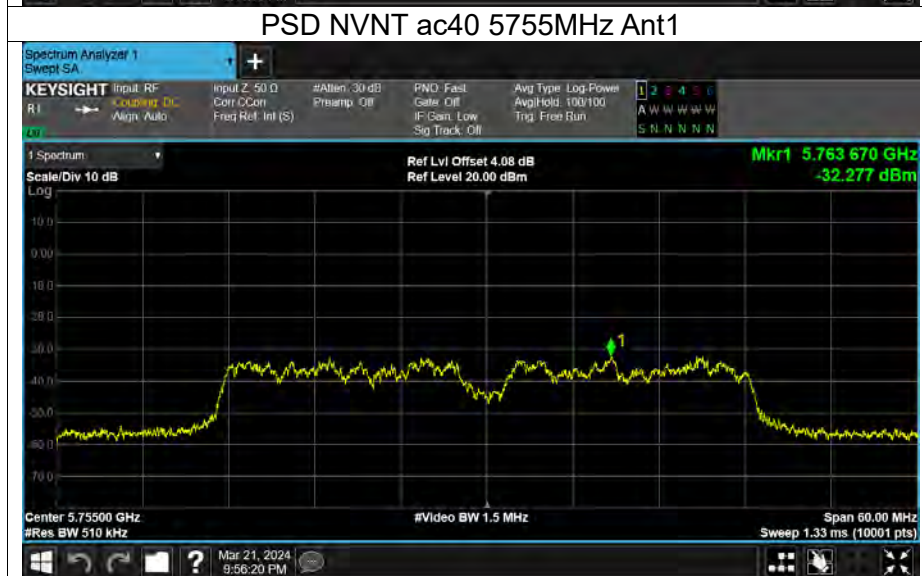 PSD NVNT ac40 5755MHz Ant1
Spectrum Analyzer 1
Swept SA
+
KEYSIGHT Input: RF
Input Z: 50 Ω
#Atten: 30 dB
PNO: Fast
Avg Type: Log-Power
1 2 3 4 5 6
Coupling: DC
Corr CCorr
Preamp: Off
Gate: Off
Avg|Hold: 100/100
A W W W W W
Align: Auto
Freq Ref: Int (S)
IF Gain: Low
Trig: Free Run
Sig Track: Off
S N N N N N
1 Spectrum
Scale/Div 10 dB
Ref Lvl Offset 4.08 dB
Ref Level 20.00 dBm
Mkr1 5.763 670 GHz
-32.277 dBm
Log
10.0
0.00
1
-40.0
-50.0
-60.0
-70.0
Center 5.75500 GHz
#Video BW 1.5 MHz
Span 60.00 MHz
#Res BW 510 kHz
Sweep 1.33 ms (10001 pts)
?
Mar 21, 2024
9:56:20 PM